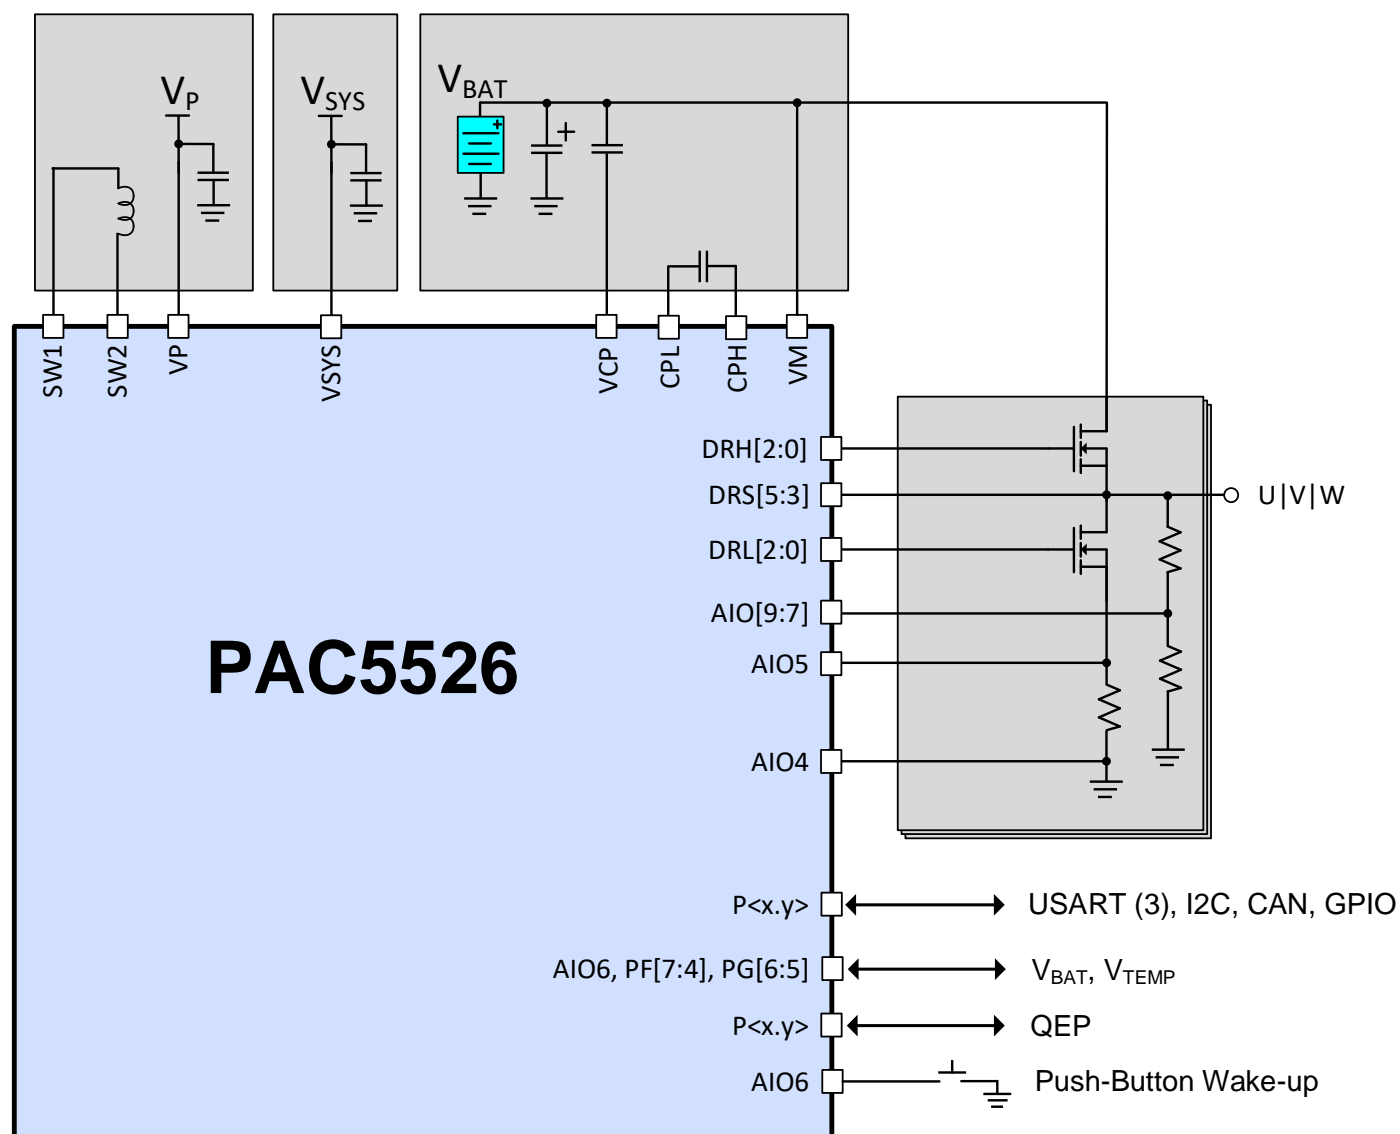 VP
VSYS
VBAT
+
+
SW1
SW2
VP
VSYS
VCP
CPL
CPH
VM
DRH[2:0]
DRS[5:3]
U|V|W
DRL[2:0]
AIO[9:7]
AIO5
PAC5526
AIO4
P<x.y>
USART (3), I2C, CAN, GPIO
AIO6, PF[7:4], PG[6:5]
VBAT, VTEMP
P<x.y>
QEP
AIO6
Push-Button Wake-up